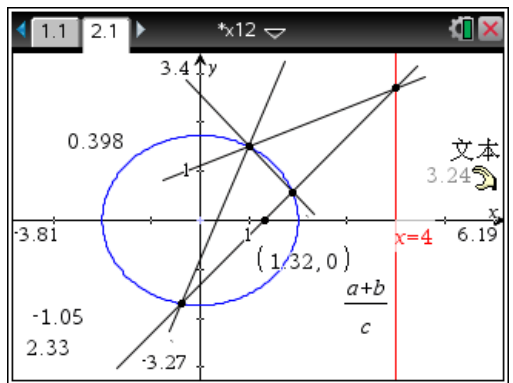 1.1 2.1 *x12
3.4 y
0.398
文本
1
3.24
-3.81 1 x=4 6.19 x
(1.32,0)
a+b
c
-1.05
2.33
-3.27